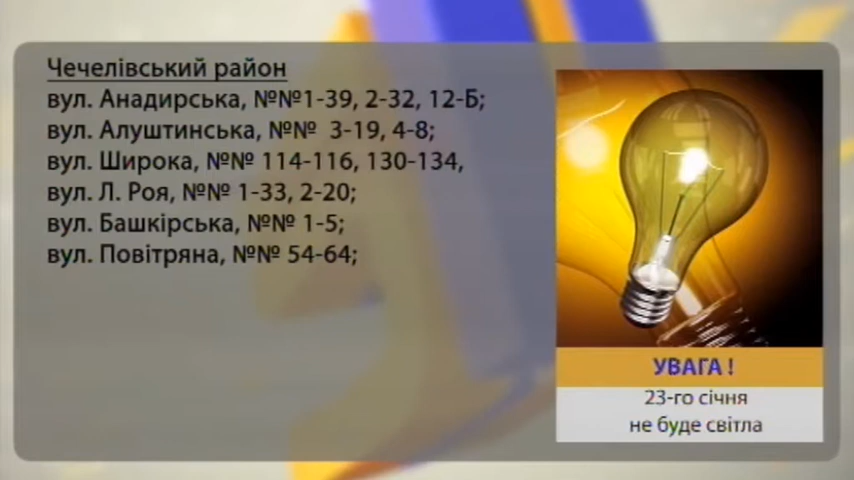 Чечелівський район
вул. Анадирська, №№1-39, 2-32, 12-Б;
вул. Алуштинська, №№ 3-19, 4-8;
вул. Широка, №№ 114-116, 130-134,
вул. Л. Роя, №№ 1-33, 2-20;
вул. Башкірська, №№ 1-5;
вул. Повітряна, №№ 54-64;
УВАГА !
23-го січня
не буде світла